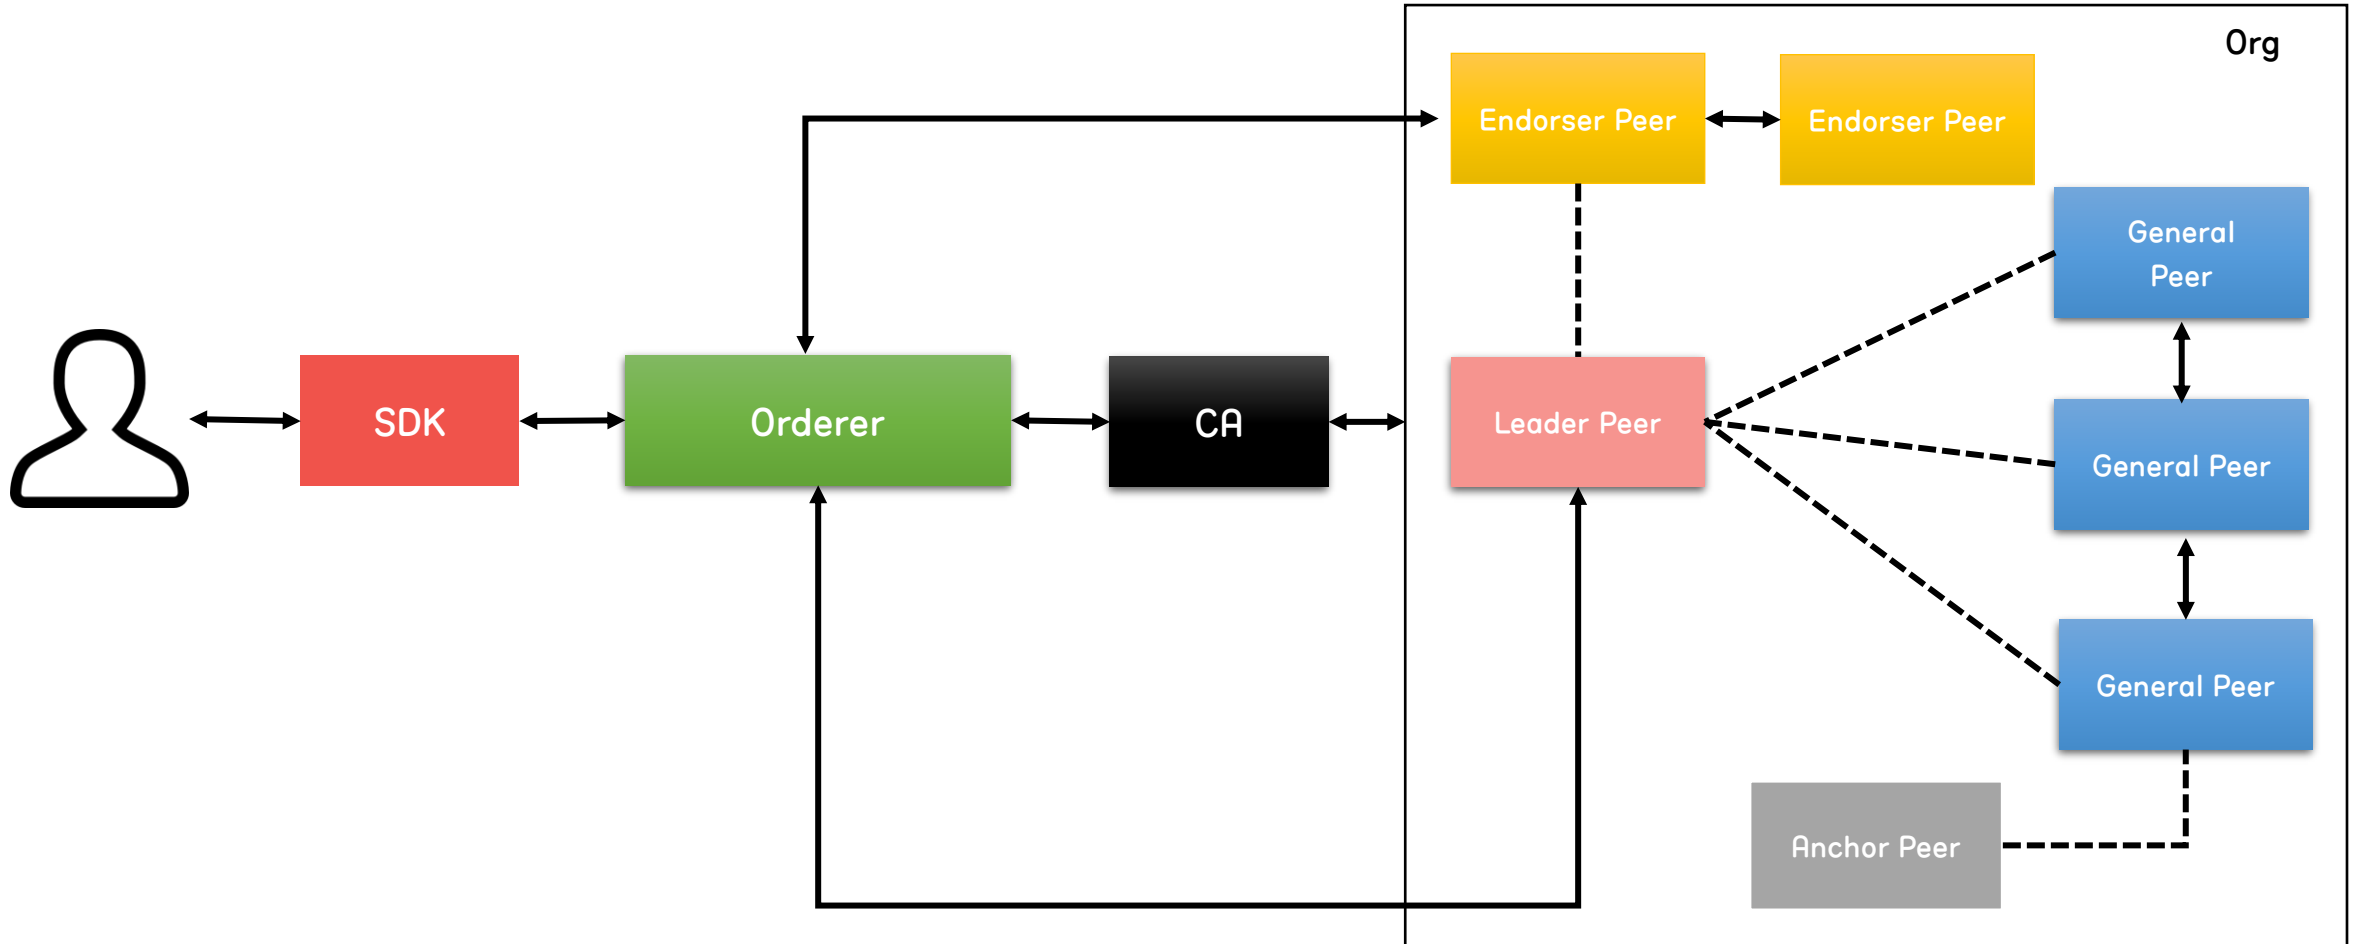 Org
Endorser Peer
Endorser Peer
General
Peer
SDK
Orderer
CA
Leader Peer
General Peer
General Peer
Anchor Peer